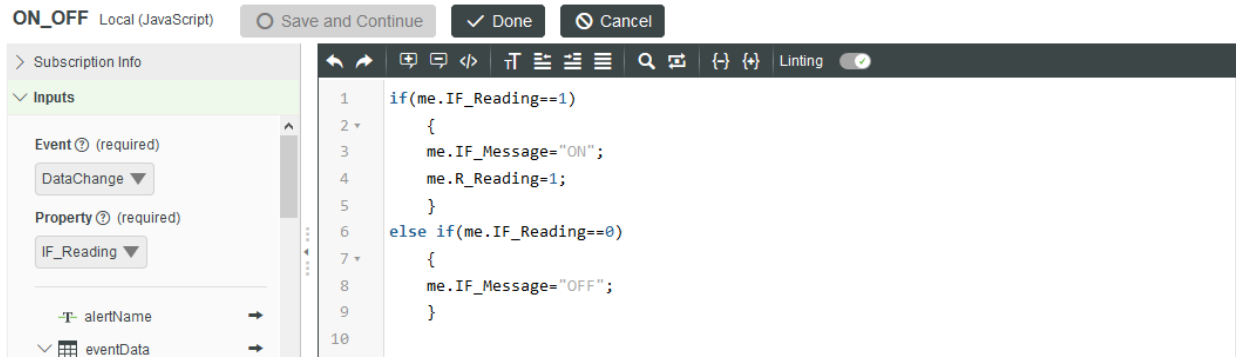 ON_OFF Local (JavaScript) Save and Continue Done Cancel
Subscription Info
Inputs
Event (required)
DataChange
Property (required)
IF_Reading
alertName
eventData
Linting
1 if(me.IF_Reading==1)
2 {
3 me.IF_Message="ON";
4 me.R_Reading=1;
5 }
6 else if(me.IF_Reading==0)
7 {
8 me.IF_Message="OFF";
9 }
10